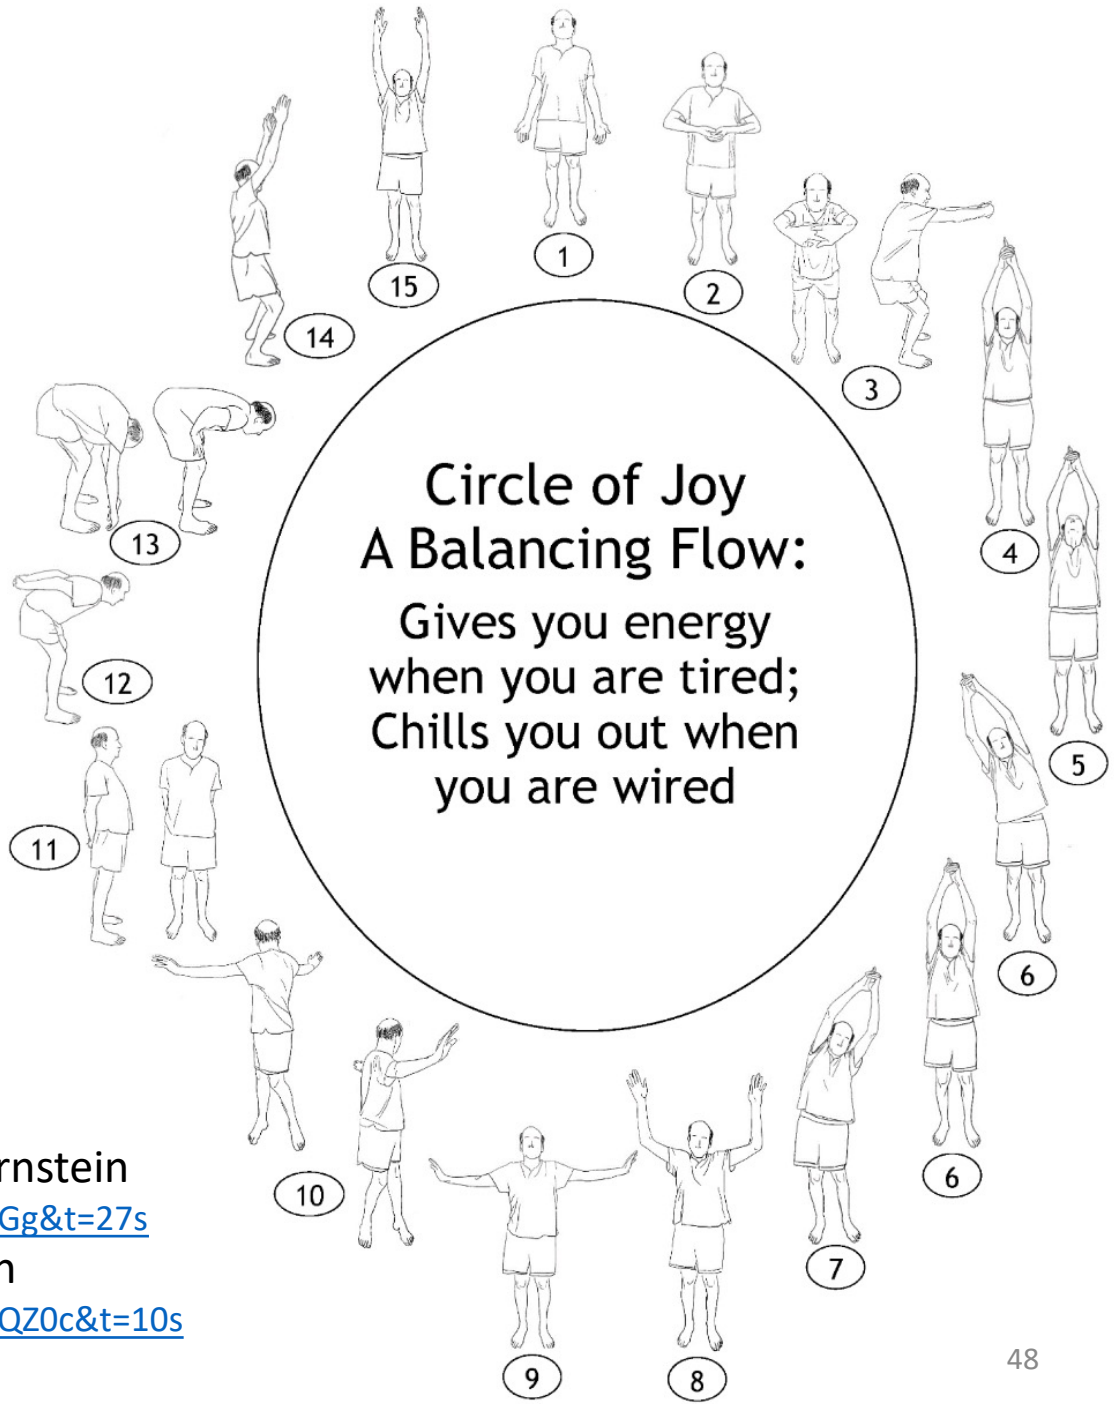 15
1
2
14
3
4
13
12
5
11
6
6
10
7
9
8
Circle of Joy
A Balancing Flow:
Gives you energy
when you are tired;
Chills you out when
you are wired
rnstein
Gg&t=27s
n
QZ0c&t=10s
48